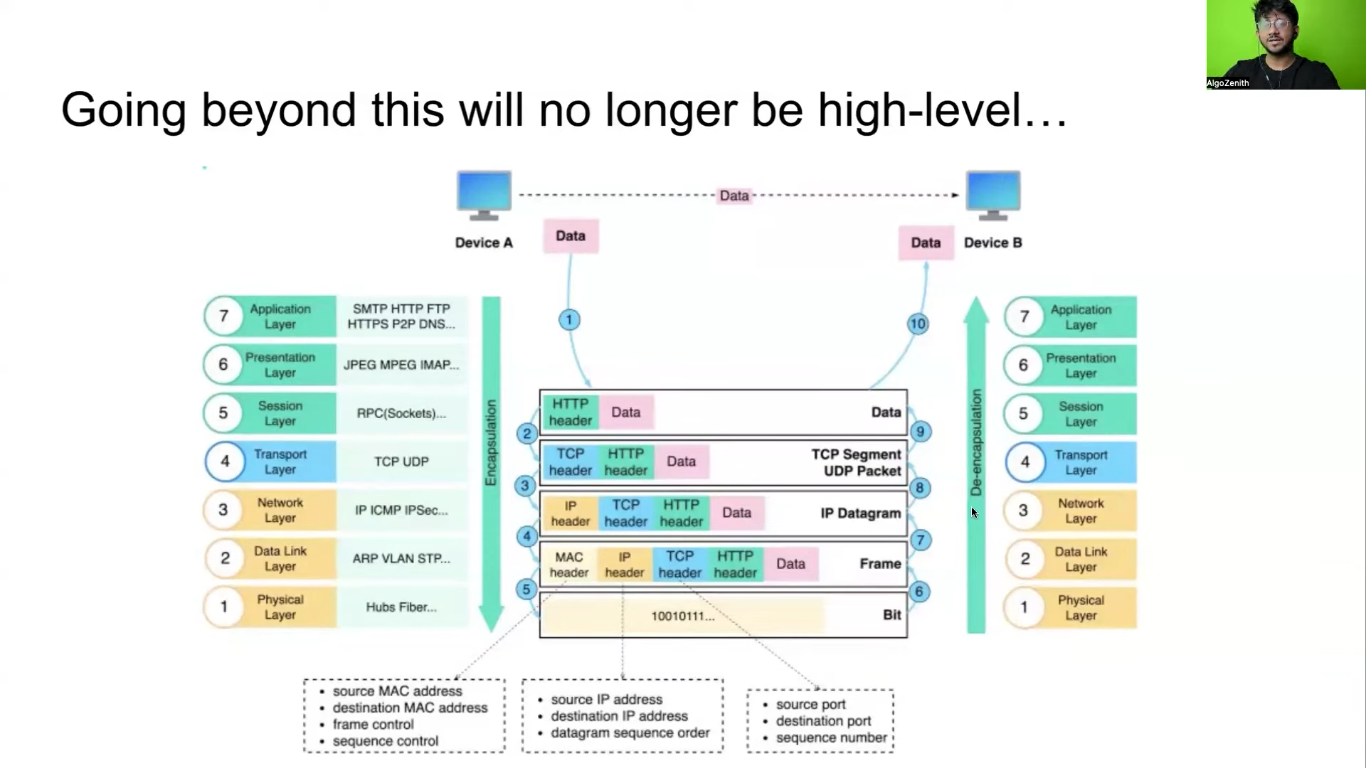 AlgoZenith
Going beyond this will no longer be high-level…
Data
Device A
Data
Data
Device B
7
Application
Layer
SMTP HTTP FTP
HTTPS P2P DNS...
6
Presentation
Layer
JPEG MPEG IMAP...
5
Session
Layer
RPC(Sockets)...
4
Transport
Layer
TCP UDP
3
Network
Layer
IP ICMP IPSec...
2
Data Link
Layer
ARP VLAN STP...
1
Physical
Layer
Hubs Fiber...
Encapsulation
1
10
HTTP
header
Data
Data
2
9
TCP
header
HTTP
header
Data
TCP Segment
UDP Packet
3
8
IP
header
TCP
header
HTTP
header
Data
IP Datagram
4
7
MAC
header
IP
header
TCP
header
HTTP
header
Data
Frame
5
6
10010111...
Bit
De-encapsulation
7
Application
Layer
6
Presentation
Layer
5
Session
Layer
4
Transport
Layer
3
Network
Layer
2
Data Link
Layer
1
Physical
Layer
• source MAC address
• destination MAC address
• frame control
• sequence control
• source IP address
• destination IP address
• datagram sequence order
• source port
• destination port
• sequence number